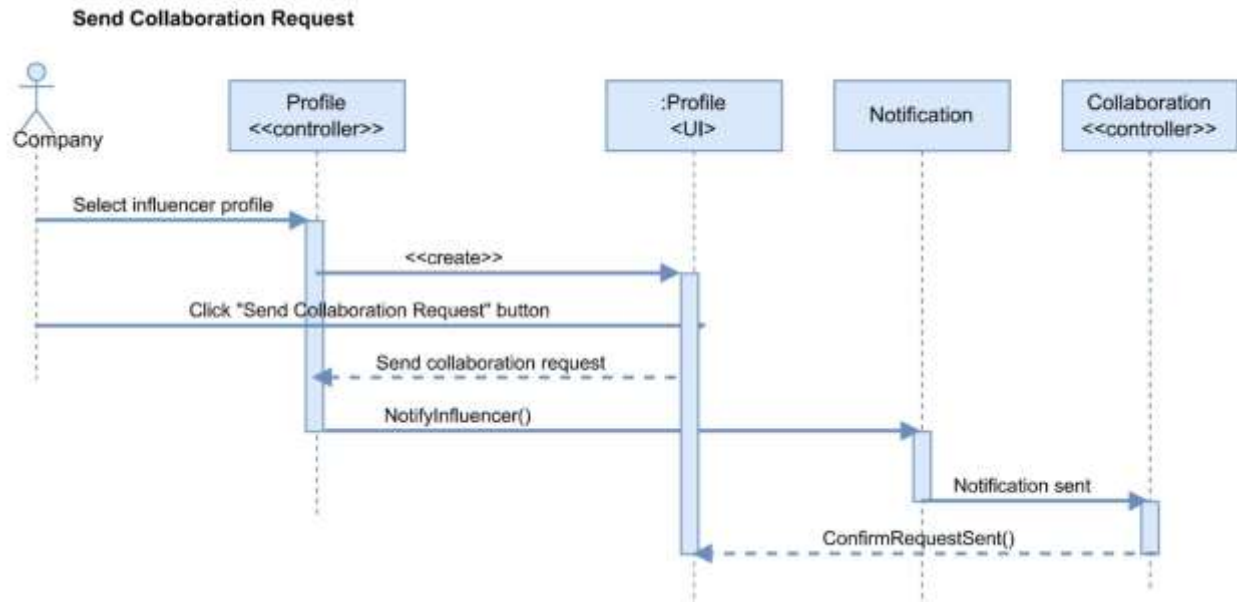 Send Collaboration Request
Company
Profile
<<controller>>
:Profile
<UI>
Notification
Collaboration
<<controller>>
Select influencer profile
<<create>>
Click "Send Collaboration Request" button
Send collaboration request
NotifyInfluencer()
Notification sent
ConfirmRequestSent()